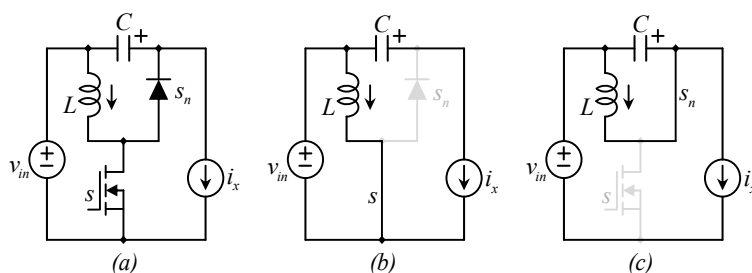 C + C + C +
L s_n L s_n L s_n
v_in s i_x v_in s i_x v_in s i_x
(a) (b) (c)